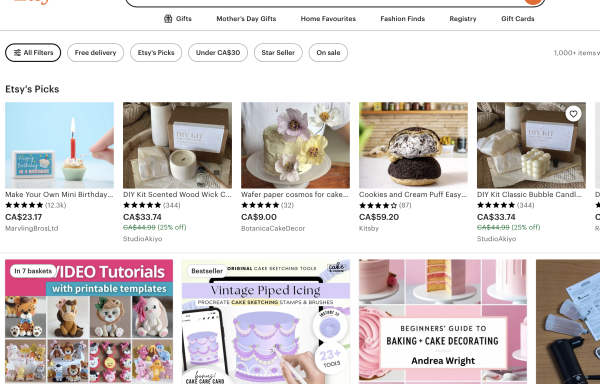 Gifts
Mother's Day Gifts
Home Favourites
Fashion Finds
Registry
Gift Cards
All Filters
Free delivery
Etsy's Picks
Under CA$30
Star Seller
On sale
1,000+ items
Etsy's Picks
DIY KIT
DIY KIT
Make Your Own Mini Birthday...
DIY Kit Scented Wood Wick C...
Wafer paper cosmos for cake...
Cookies and Cream Puff Easy...
DIY Kit Classic Bubble Candl...
(12.3k)
(344)
(32)
(87)
(344)
CA$23.17
CA$33.74
CA$9.00
CA$59.20
CA$33.74
MarvlingBrosLtd
CA$44.99 (25% off)
BotanicaCakeDecor
Kitsby
CA$44.99 (25% off)
StudioAkiyo
StudioAkiyo
In 7 baskets
VIDEO Tutorials
with printable templates
Bestseller
ORIGINAL CAKE SKETCHING TOOLS
cake
Vintage Piped Icing
PROCREATE CAKE SKETCHING STAMPS & BRUSHES
23+
TOOLS
bonus!
CAKE CARE CARD
BEGINNERS' GUIDE TO
BAKING + CAKE DECORATING
Andrea Wright